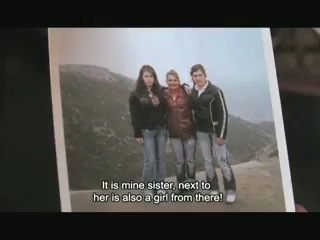 It is mine sister, next to
her is also a girl from there!